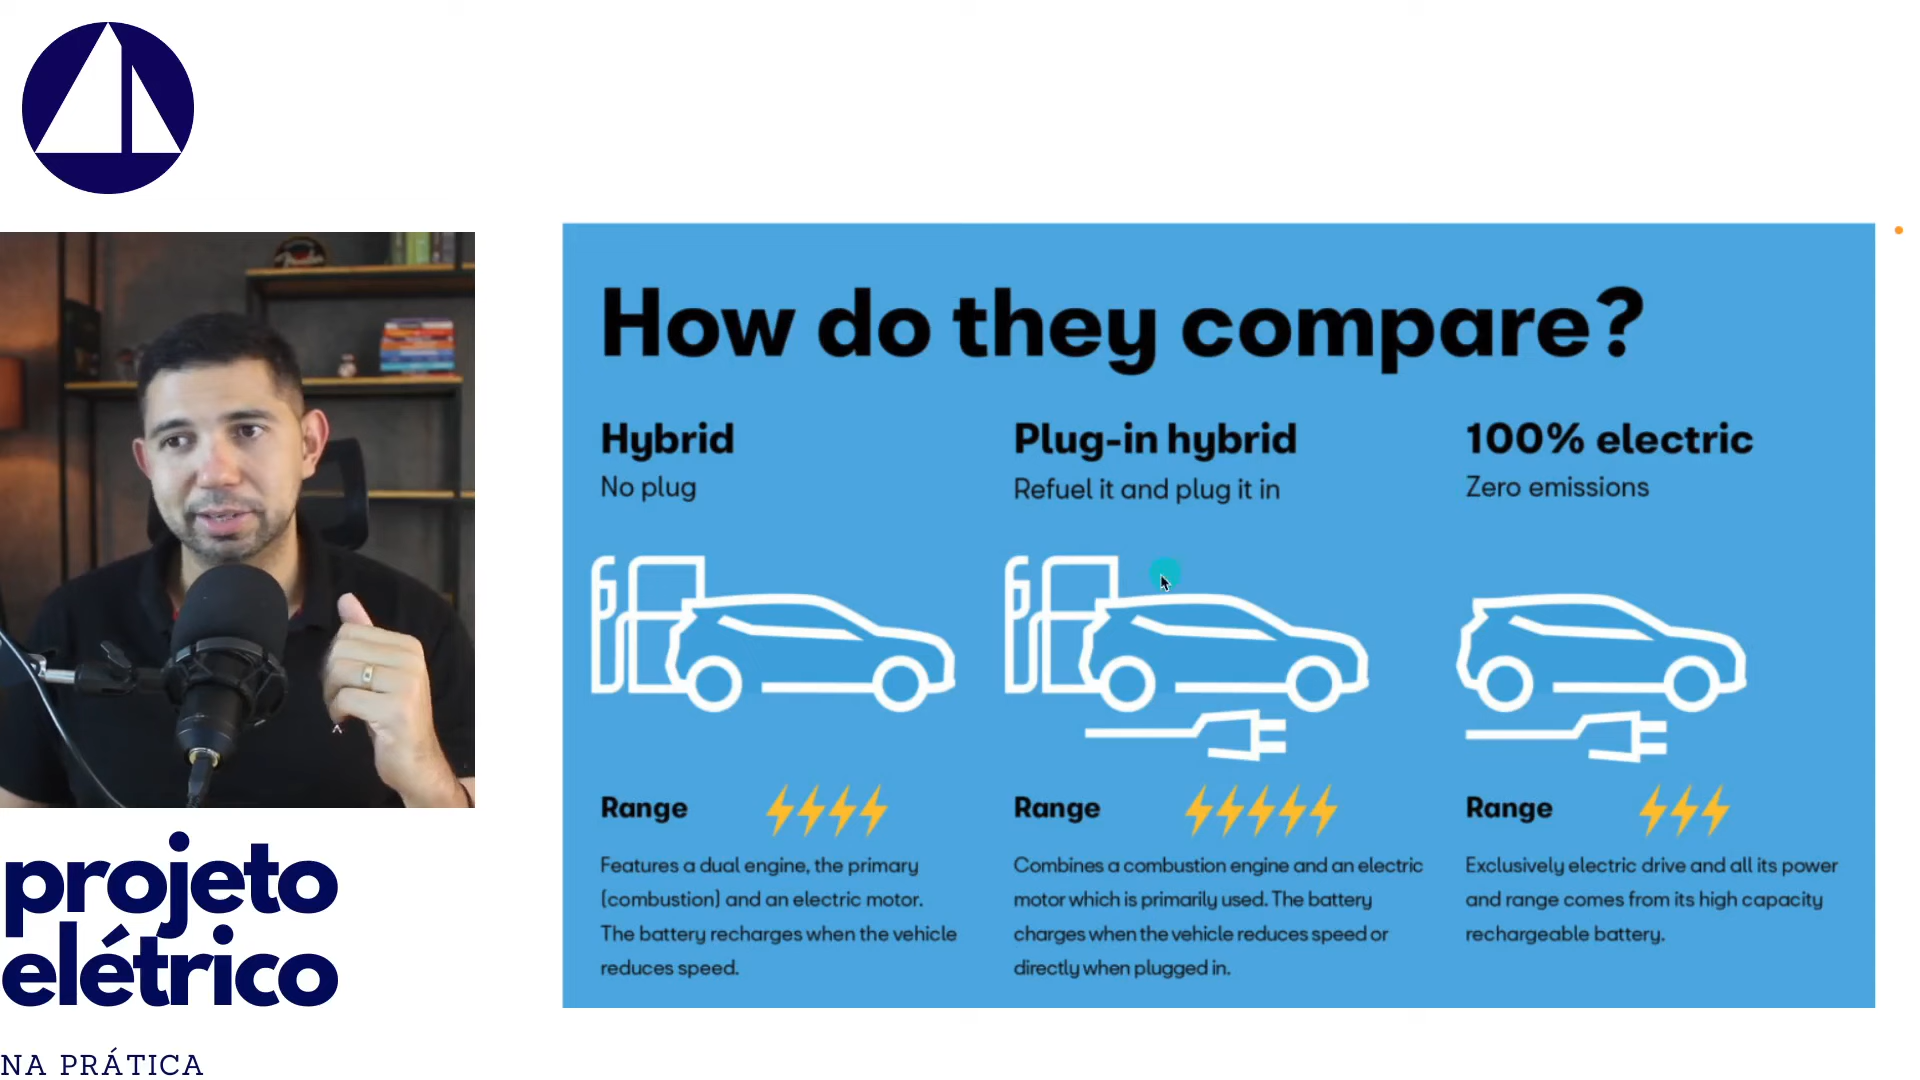 How do they compare?
Hybrid
No plug
Plug-in hybrid
Refuel it and plug it in
100% electric
Zero emissions
Range
Features a dual engine, the primary
(combustion) and an electric motor.
The battery recharges when the vehicle
reduces speed.
Range
Combines a combustion engine and an electric
motor which is primarily used. The battery
charges when the vehicle reduces speed or
directly when plugged in.
Range
Exclusively electric drive and all its power
and range comes from its high capacity
rechargeable battery.
projeto
elétrico
NA PRÁTICA